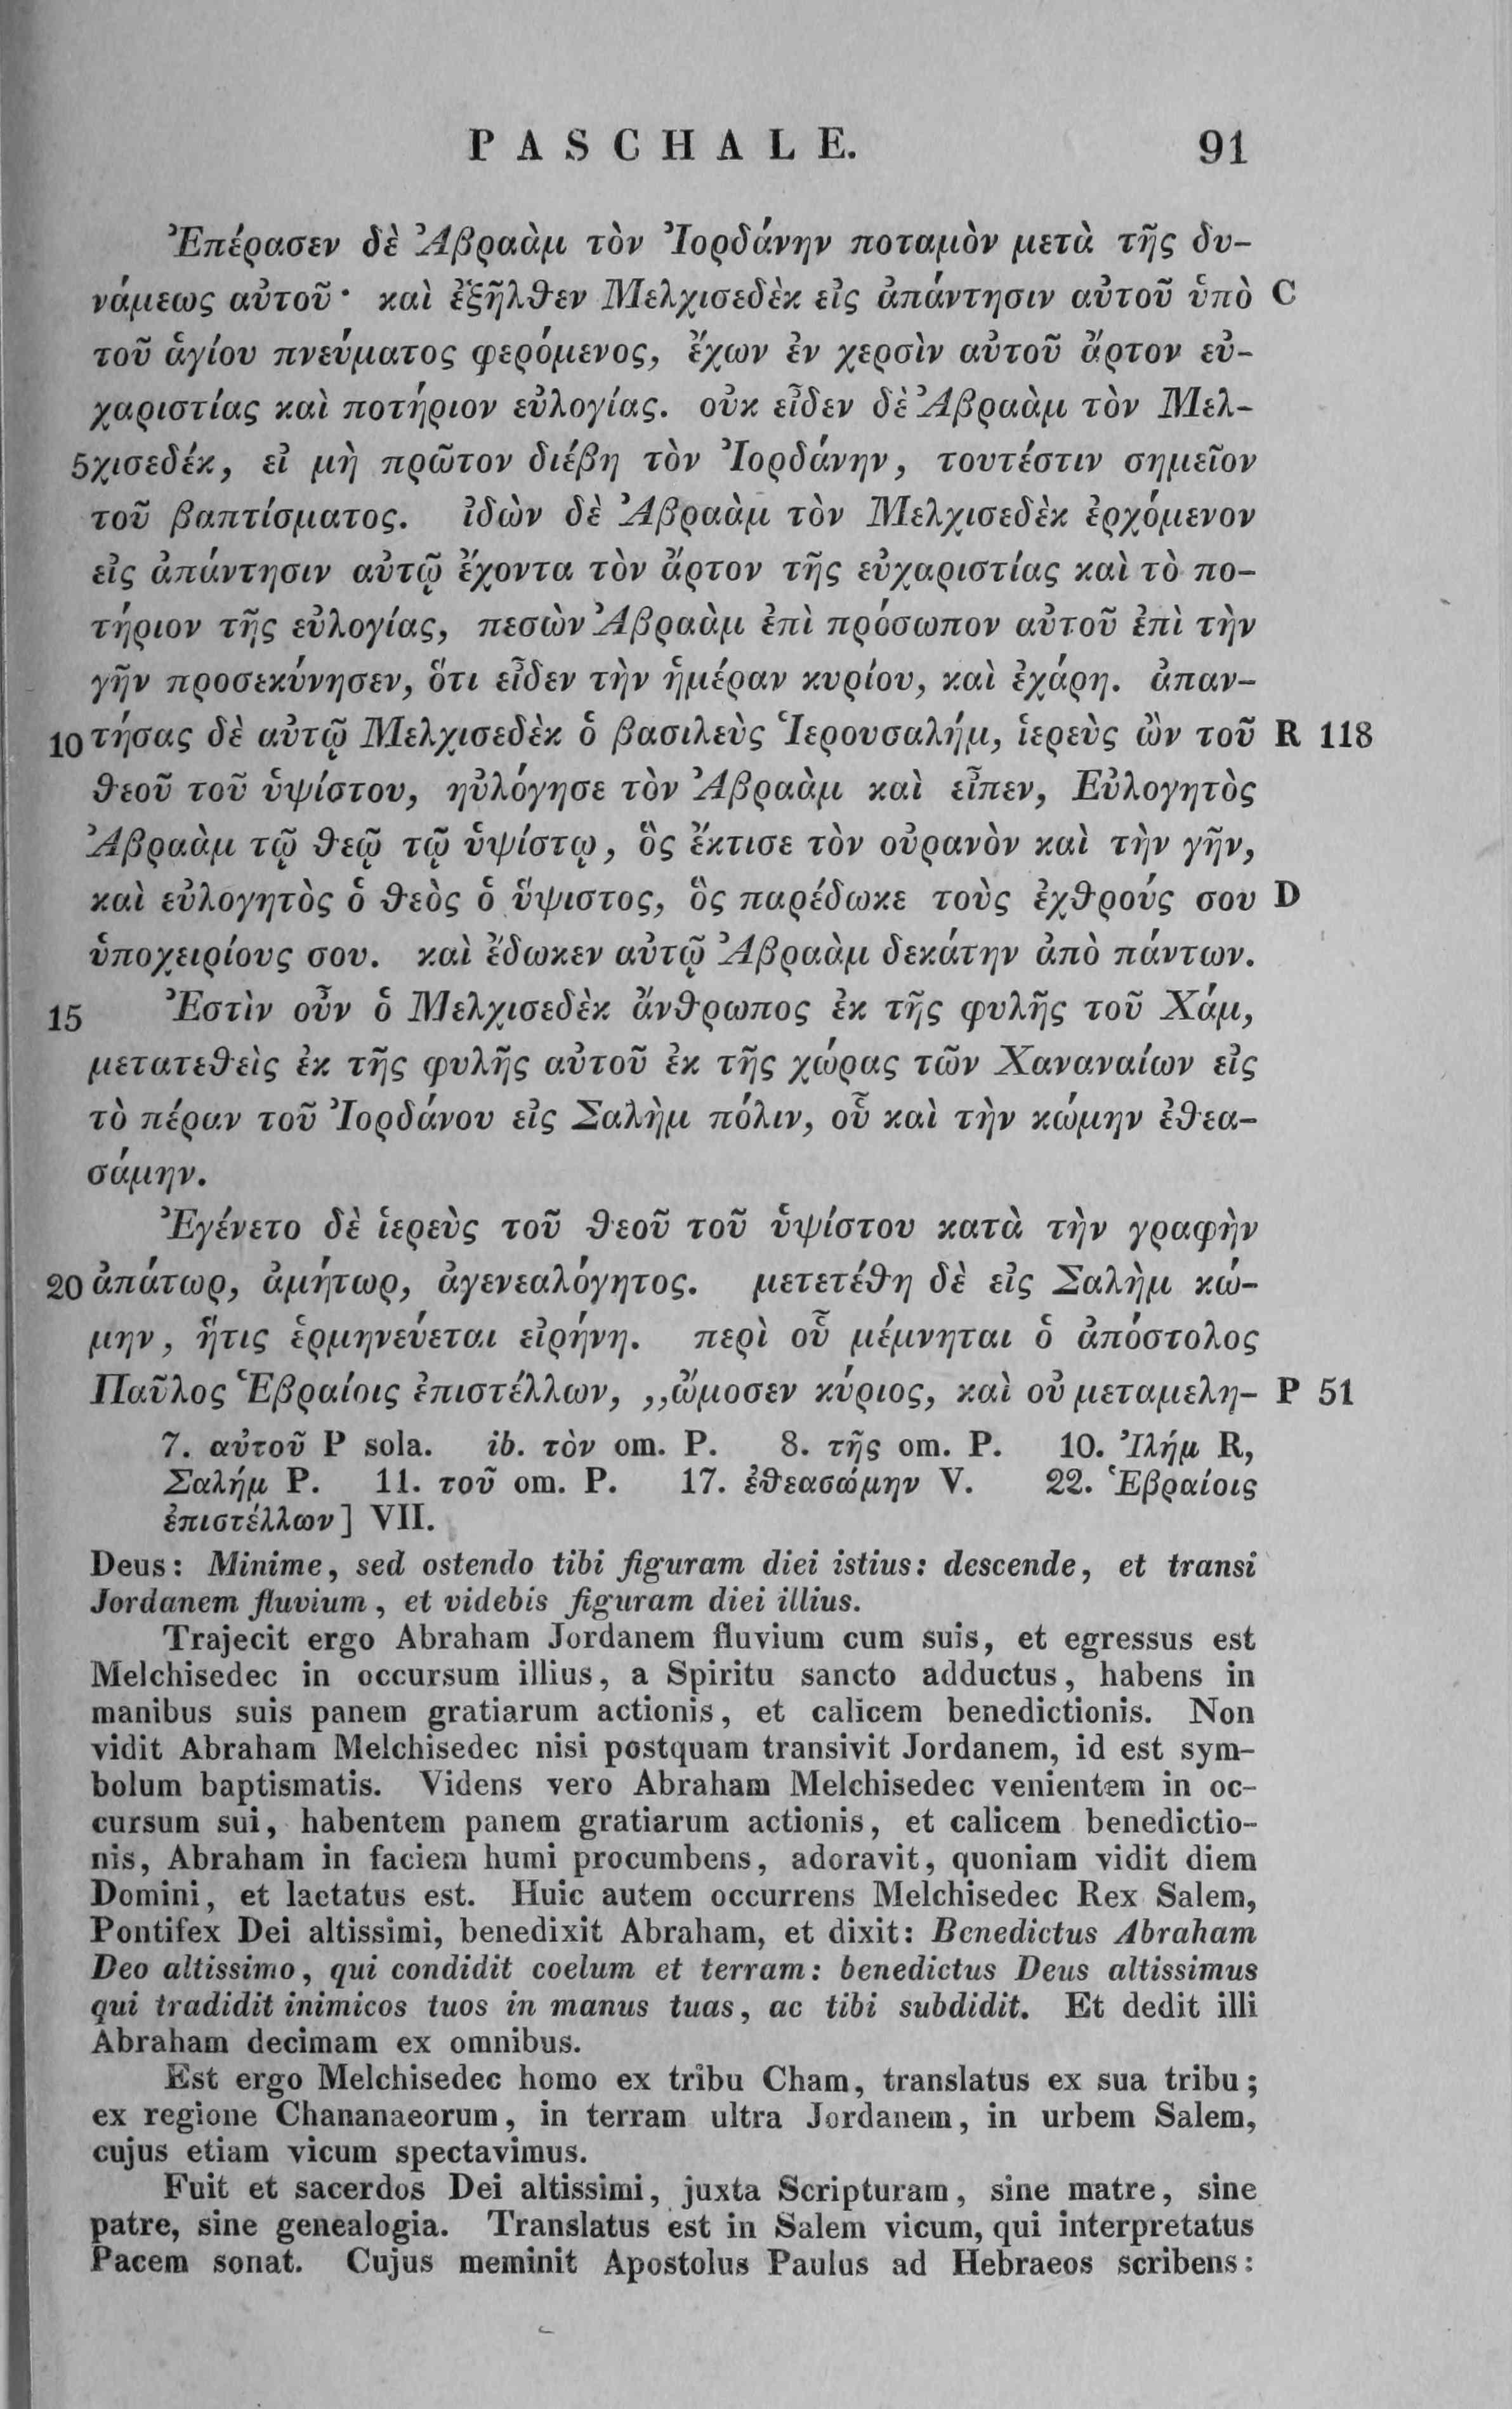 PASCHALE. 91
Ἐπέρασεν δὲ Ἀβραὰμ τὸν Ἰορδάνην ποταμὸν μετὰ τῆς δυ-
νάμεως αὐτοῦ· καὶ ἐξῆλθεν Μελχισεδὲκ εἰς ἀπάντησιν αὐτοῦ ὑπὸ C
τοῦ ἁγίου πνεύματος φερόμενος, ἔχων ἐν χερσὶν αὐτοῦ ἄρτον εὐ-
χαριστίας καὶ ποτήριον εὐλογίας. οὐκ εἶδεν δὲ Ἀβραὰμ τὸν Μελ-
5 χισεδέκ, εἰ μὴ πρῶτον διέβη τὸν Ἰορδάνην, τουτέστιν σημεῖον
τοῦ βαπτίσματος. ἰδὼν δὲ Ἀβραὰμ τὸν Μελχισεδὲκ ἐρχόμενον
εἰς ἀπάντησιν αὐτῷ ἔχοντα τὸν ἄρτον τῆς εὐχαριστίας καὶ τὸ πο-
τήριον τῆς εὐλογίας, πεσὼν Ἀβραὰμ ἐπὶ πρόσωπον αὐτοῦ ἐπὶ τὴν
γῆν προσεκύνησεν, ὅτι εἶδεν τὴν ἡμέραν κυρίου, καὶ ἐχάρη. ἀπαν-
10 τήσας δὲ αὐτῷ Μελχισεδὲκ ὁ βασιλεὺς Ἱερουσαλήμ, ἱερεὺς ὢν τοῦ R 118
θεοῦ τοῦ ὑψίστου, ηὐλόγησε τὸν Ἀβραὰμ καὶ εἶπεν, Εὐλογητὸς
Ἀβραὰμ τῷ θεῷ τῷ ὑψίστῳ, ὃς ἔκτισε τὸν οὐρανὸν καὶ τὴν γῆν,
καὶ εὐλογητὸς ὁ θεὸς ὁ ὕψιστος, ὃς παρέδωκε τοὺς ἐχθρούς σου D
ὑποχειρίους σου. καὶ ἔδωκεν αὐτῷ Ἀβραὰμ δεκάτην ἀπὸ πάντων.
15 Ἐστὶν οὖν ὁ Μελχισεδὲκ ἄνθρωπος ἐκ τῆς φυλῆς τοῦ Χάμ,
μετατεθεὶς ἐκ τῆς φυλῆς αὐτοῦ ἐκ τῆς χώρας τῶν Χαναναίων εἰς
τὸ πέραν τοῦ Ἰορδάνου εἰς Σαλὴμ πόλιν, οὗ καὶ τὴν κώμην ἐθεα-
σάμην.
Ἐγένετο δὲ ἱερεὺς τοῦ θεοῦ τοῦ ὑψίστου κατὰ τὴν γραφὴν
20 ἀπάτωρ, ἀμήτωρ, ἀγενεαλόγητος. μετετέθη δὲ εἰς Σαλὴμ κώ-
μην, ἥτις ἑρμηνεύεται εἰρήνη. περὶ οὗ μέμνηται ὁ ἀπόστολος
Παῦλος Ἑβραίοις ἐπιστέλλων, „ὤμοσεν κύριος, καὶ οὐ μεταμελη- P 51
7. αὐτοῦ P sola. ib. τὸν om. P. 8. τῆς om. P. 10. Ἰλήμ R,
Σαλήμ P. 11. τοῦ om. P. 17. ἐθεασώμην V. 22. Ἑβραίοις
ἐπιστέλλων] VII.
Deus: Minime, sed ostendo tibi figuram diei istius: descende, et transi
Jordanem fluvium, et videbis figuram diei illius.
Trajecit ergo Abraham Jordanem fluvium cum suis, et egressus est
Melchisedec in occursum illius, a Spiritu sancto adductus, habens in
manibus suis panem gratiarum actionis, et calicem benedictionis. Non
vidit Abraham Melchisedec nisi postquam transivit Jordanem, id est sym-
bolum baptismatis. Videns vero Abraham Melchisedec venientem in oc-
cursum sui, habentem panem gratiarum actionis, et calicem benedictio-
nis, Abraham in faciem humi procumbens, adoravit, quoniam vidit diem
Domini, et laetatus est. Huic autem occurrens Melchisedec Rex Salem,
Pontifex Dei altissimi, benedixit Abraham, et dixit: Benedictus Abraham
Deo altissimo, qui condidit coelum et terram: benedictus Deus altissimus
qui tradidit inimicos tuos in manus tuas, ac tibi subdidit. Et dedit illi
Abraham decimam ex omnibus.
Est ergo Melchisedec homo ex tribu Cham, translatus ex sua tribu;
ex regione Chananaeorum, in terram ultra Jordanem, in urbem Salem,
cujus etiam vicum spectavimus.
Fuit et sacerdos Dei altissimi, juxta Scripturam, sine matre, sine
patre, sine genealogia. Translatus est in Salem vicum, qui interpretatus
Pacem sonat. Cujus meminit Apostolus Paulus ad Hebraeos scribens: